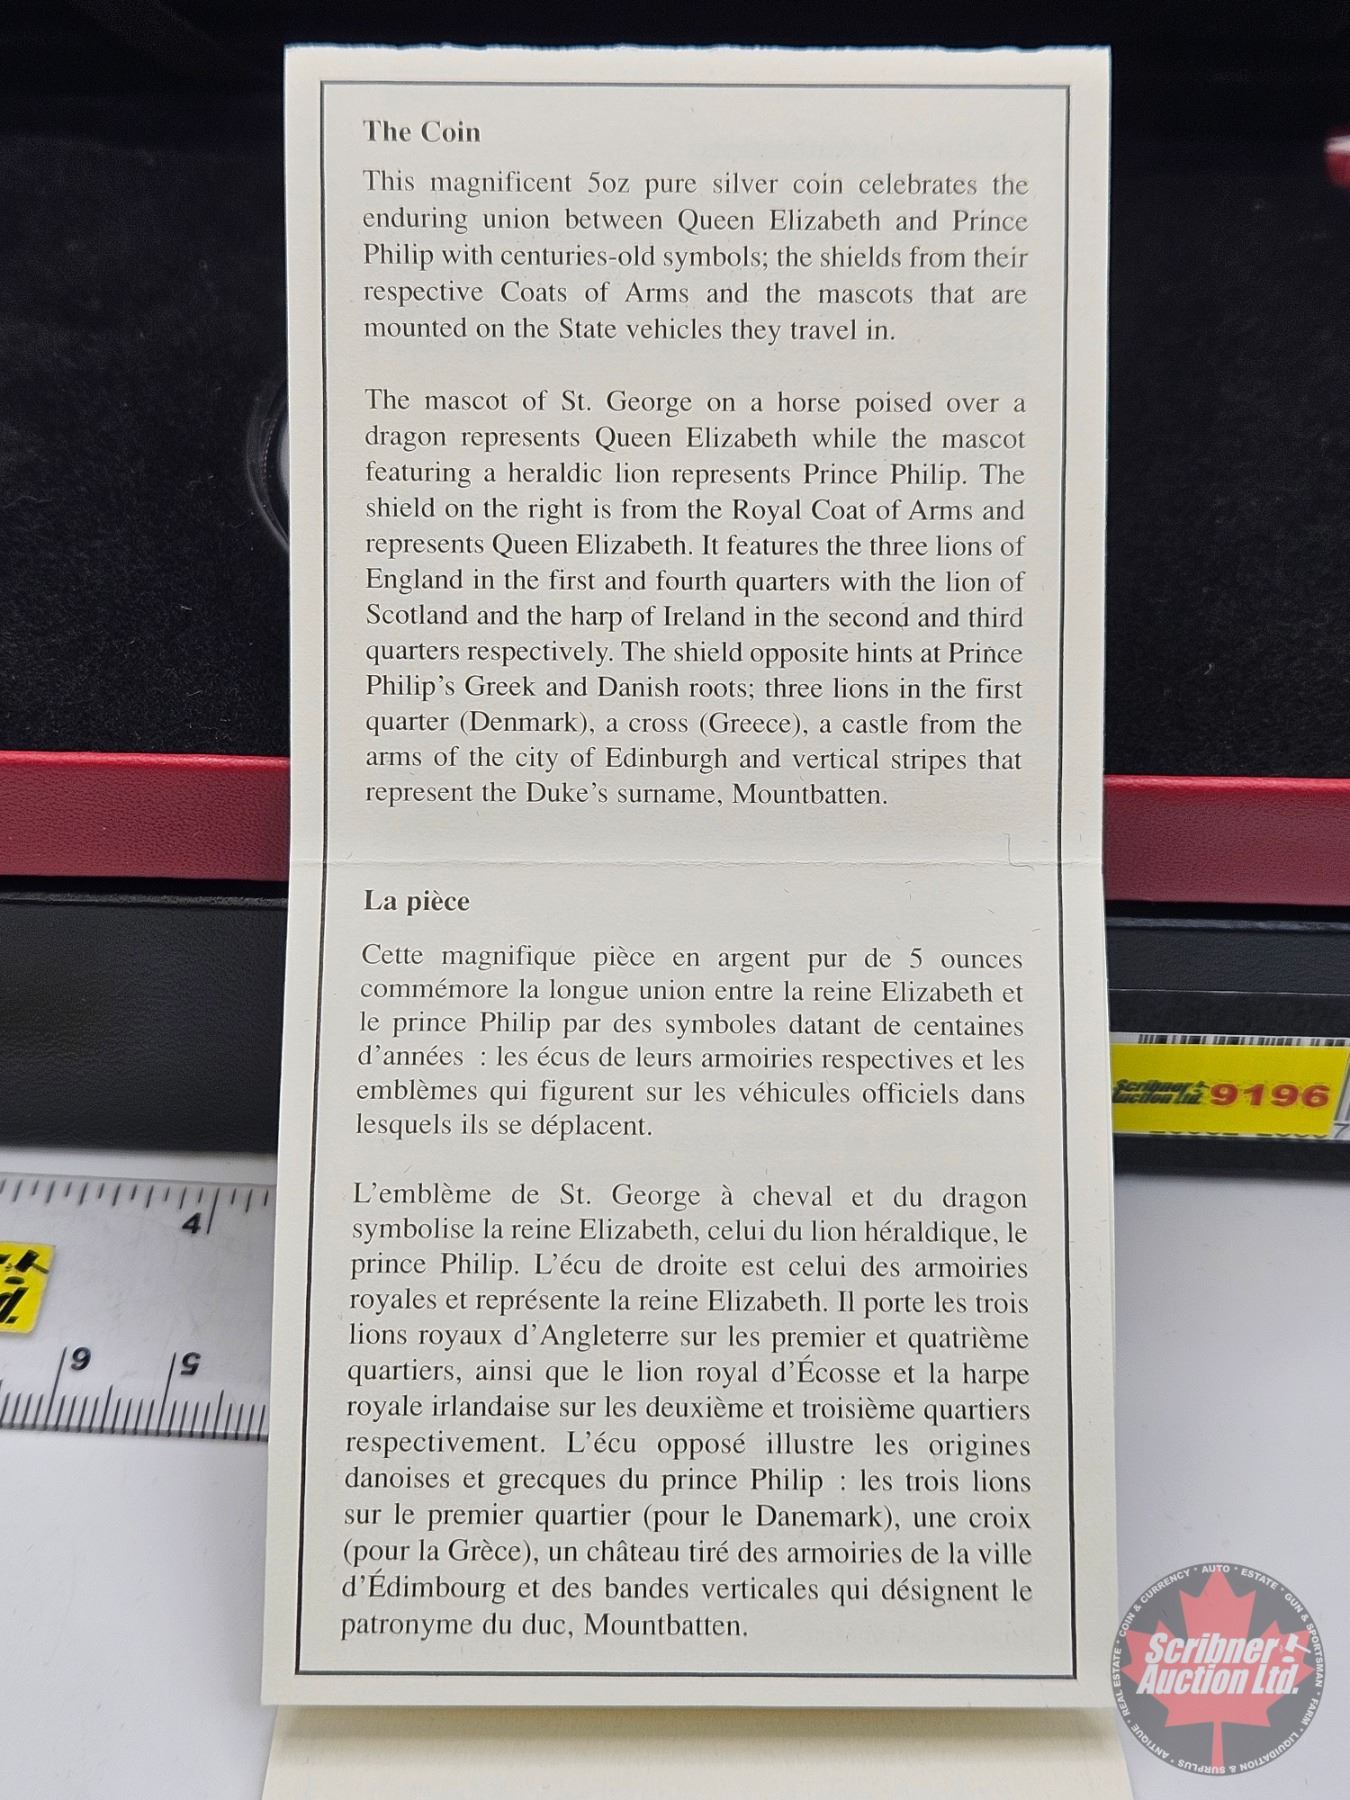 The Coin
This magnificent 5oz pure silver coin celebrates the
enduring union between Queen Elizabeth and Prince
Philip with centuries-old symbols; the shields from their
respective Coats of Arms and the mascots that are
mounted on the State vehicles they travel in.
The mascot of St. George on a horse poised over a
dragon represents Queen Elizabeth while the mascot
featuring a heraldic lion represents Prince Philip. The
shield on the right is from the Royal Coat of Arms and
represents Queen Elizabeth. It features the three lions of
England in the first and fourth quarters with the lion of
Scotland and the harp of Ireland in the second and third
quarters respectively. The shield opposite hints at Prince
Philip's Greek and Danish roots; three lions in the first
quarter (Denmark), a cross (Greece), a castle from the
arms of the city of Edinburgh and vertical stripes that
represent the Duke's surname, Mountbatten.
La pièce
Cette magnifique pièce en argent pur de 5 ounces
commémore la longue union entre la reine Elizabeth et
le prince Philip par des symboles datant de centaines
d'années : les écus de leurs armoiries respectives et les
emblèmes qui figurent sur les véhicules officiels dans
lesquels ils se déplacent.
L'emblème de St. George à cheval et du dragon
symbolise la reine Elizabeth, celui du lion héraldique, le
prince Philip. L'écu de droite est celui des armoiries
royales et représente la reine Elizabeth. Il porte les trois
lions royaux d'Angleterre sur les premier et quatrième
quartiers, ainsi que le lion royal d'Écosse et la harpe
royale irlandaise sur les deuxième et troisième quartiers
respectivement. L'écu opposé illustre les origines
danoises et grecques du prince Philip : les trois lions
sur le premier quartier (pour le Danemark), une croix
(pour la Grèce), un château tiré des armoiries de la ville
d'Édimbourg et des bandes verticales qui désignent le
patronyme du duc, Mountbatten.
Scribner
Auction Ltd. 9196
4
6 5
Scribner
Auction Ltd.
COIN & CURRENCY · AUTO · ESTATE · GUN & SPORTSMAN · FARM · LIQUIDATION & SURPLUS · ANTIQUE · REAL ESTATE